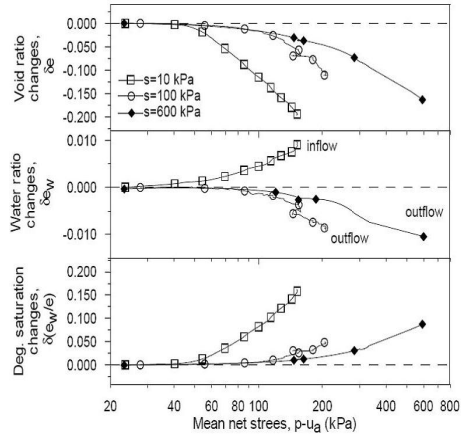 Void ratio
changes,
δe
0.000
-0.050
-0.100
-0.150
-0.200
s=10 kPa
s=100 kPa
s=600 kPa
Water ratio
changes,
δew
0.010
0.000
-0.010
inflow
outflow
outflow
Deg. saturation
changes,
δ(ew/e)
0.200
0.150
0.100
0.050
0.000
20 40 60 80 100 200 400 600 800
Mean net strees, p-ua (kPa)